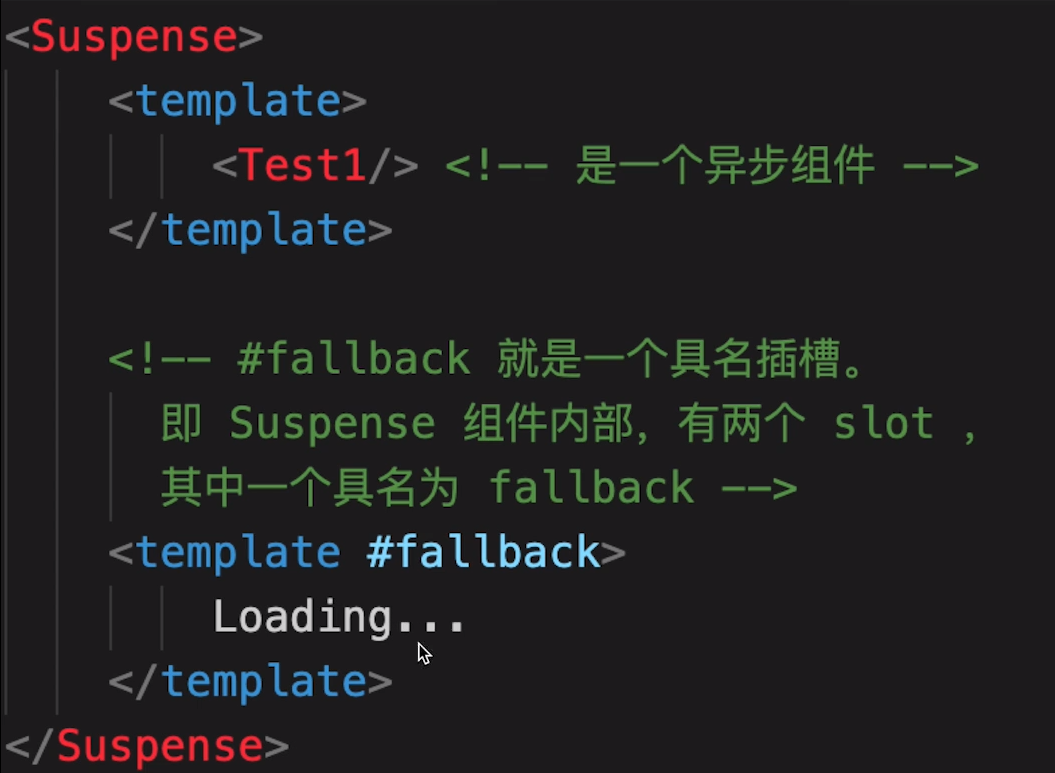 <Suspense>
<template>
<Test1/> <!-- 是一个异步组件 -->
</template>
<!-- #fallback 就是一个具名插槽。
即 Suspense 组件内部，有两个 slot ，
其中一个具名为 fallback -->
<template #fallback>
Loading...
</template>
</Suspense>